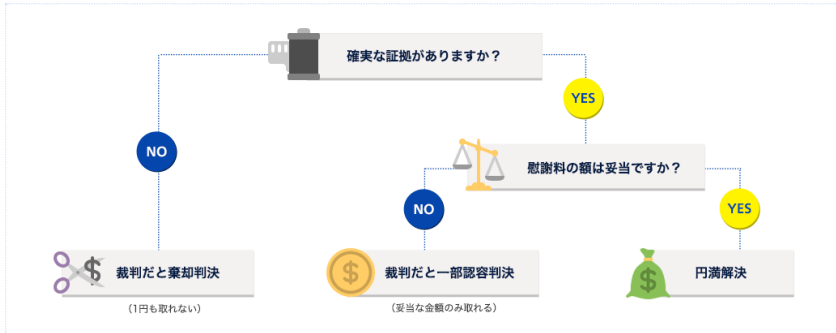 確実な証拠がありますか？
YES
NO
慰謝料の額は妥当ですか？
NO
YES
裁判だと棄却判決
（1円も取れない）
裁判だと一部認容判決
（妥当な金額のみ取れる）
円満解決